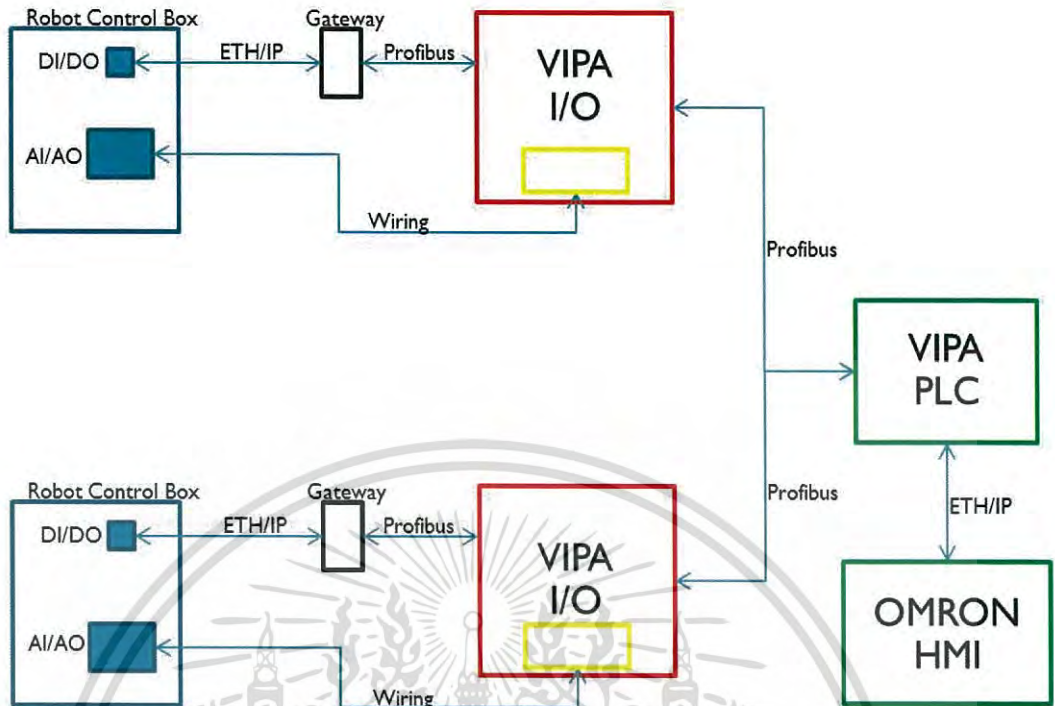 Robot Control Box
Gateway
DI/DO
ETH/IP
Profibus
VIPA
I/O
AI/AO
Wiring
Profibus
VIPA
PLC
Robot Control Box
Gateway
DI/DO
ETH/IP
Profibus
VIPA
I/O
AI/AO
Wiring
Profibus
ETH/IP
OMRON
HMI